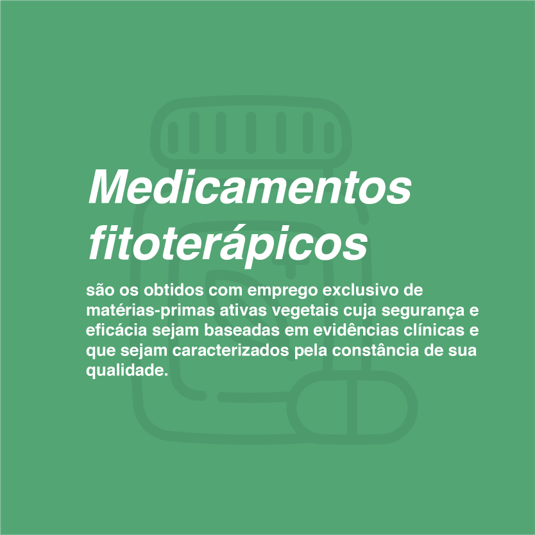 Medicamentos
fitoterápicos
são os obtidos com emprego exclusivo de
matérias-primas ativas vegetais cuja segurança e
eficácia sejam baseadas em evidências clínicas e
que sejam caracterizados pela constância de sua
qualidade.